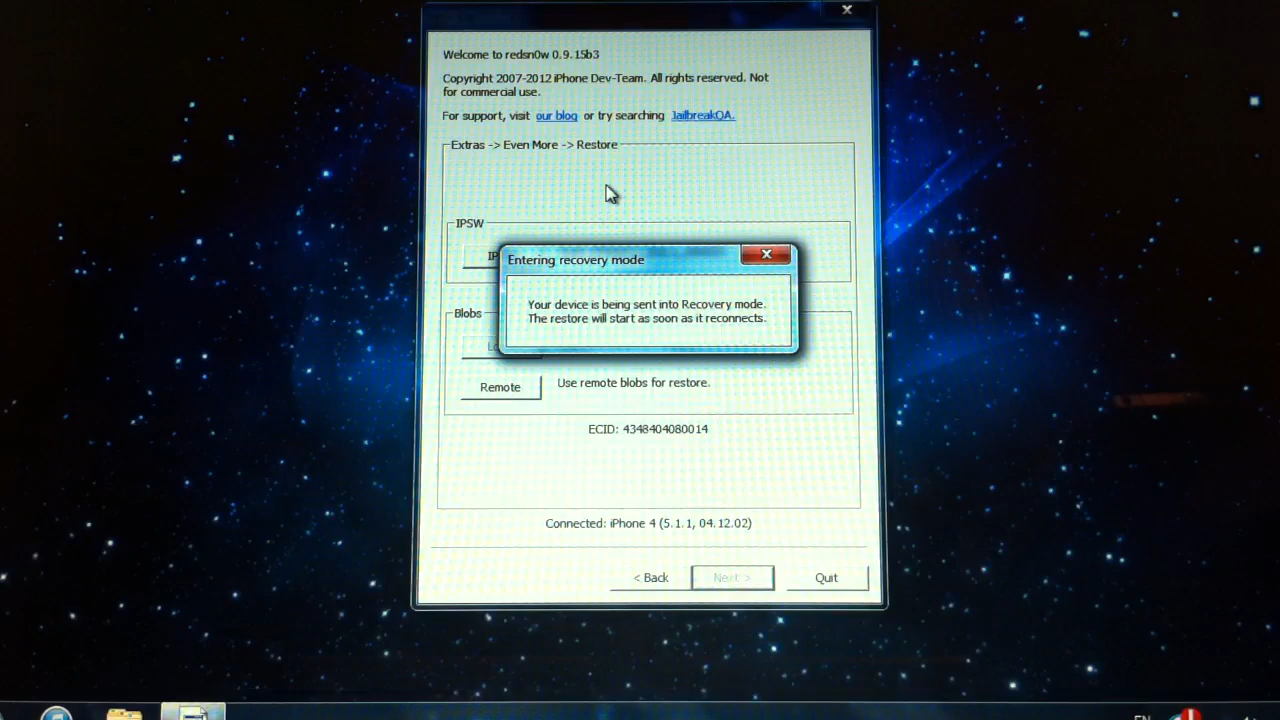 Welcome to redsn0w 0.9.15b3
Copyright 2007-2012 iPhone Dev-Team. All rights reserved. Not
for commercial use.
For support, visit our blog or try searching JailbreakQA.
Extras -> Even More -> Restore
IPSW
IP
Entering recovery mode
Your device is being sent into Recovery mode.
The restore will start as soon as it reconnects.
Blobs
Remote
Use remote blobs for restore.
ECID: 4348404080014
Connected: iPhone 4 (5.1.1, 04.12.02)
< Back
Next >
Quit
EN